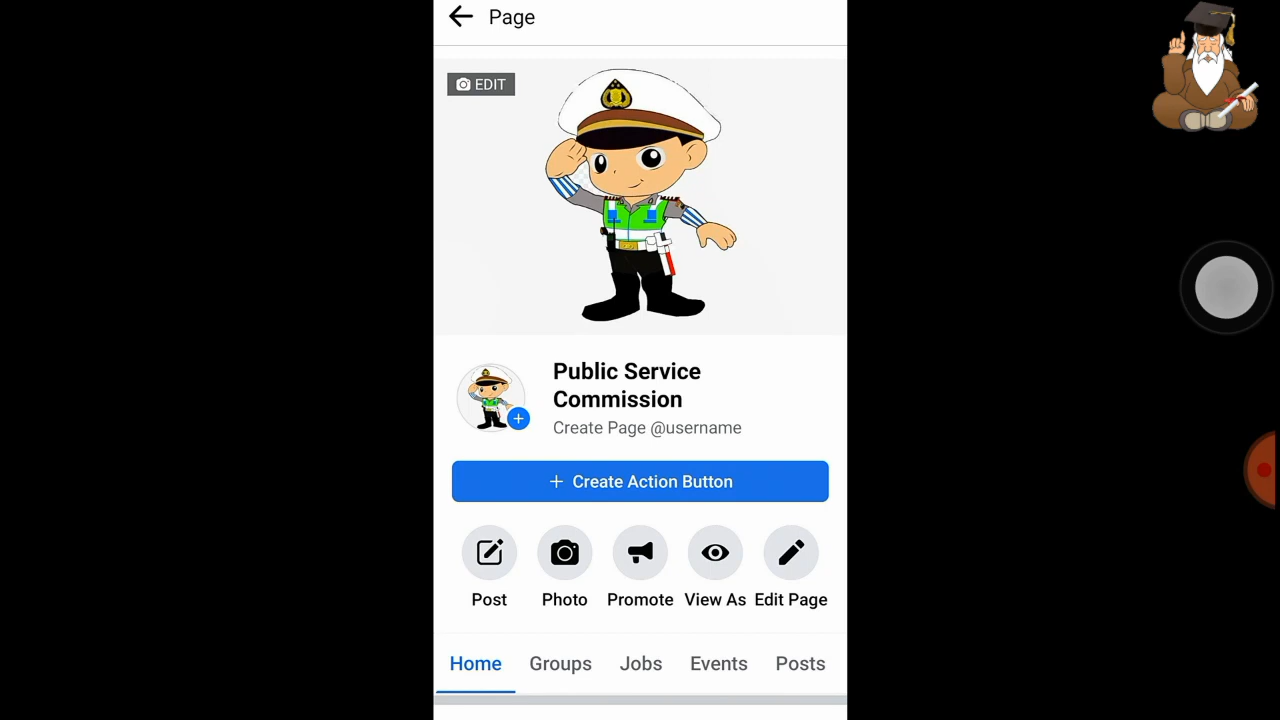 Page
EDIT
Public Service
Commission
Create Page @username
+ Create Action Button
Post Photo Promote View As Edit Page
Home Groups Jobs Events Posts